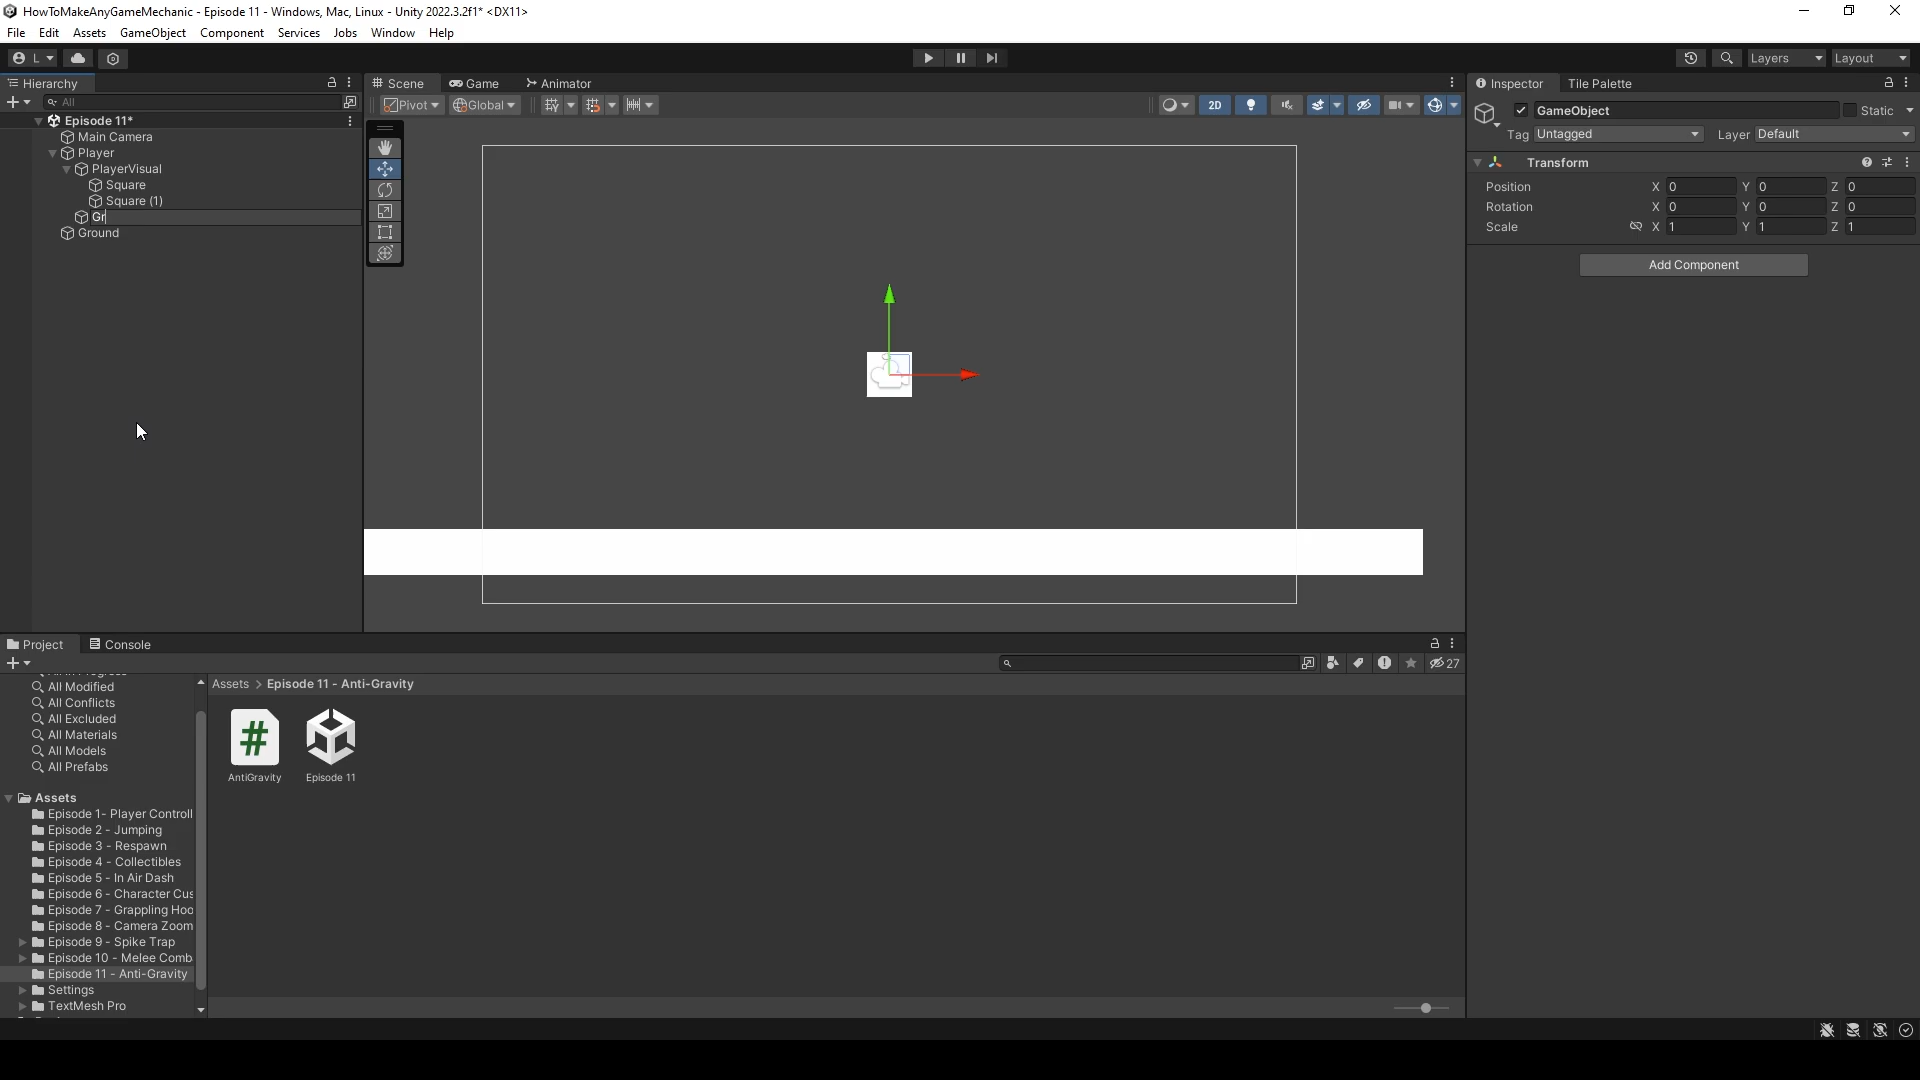 HowToMakeAnyGameMechanic - Episode 11 - Windows, Mac, Linux - Unity 2022.3.2f1* <DX11>
File Edit Assets GameObject Component Services Jobs Window Help
L
Layers Layout
Hierarchy
Scene Game Animator
Inspector Tile Palette
All
Pivot Global 2D
Episode 11*
Main Camera
Player
PlayerVisual
Square
Square (1)
Gr
Ground
GameObject Static
Tag Untagged Layer Default
Transform
Position X 0 Y 0 Z 0
Rotation X 0 Y 0 Z 0
Scale X 1 Y 1 Z 1
Add Component
Project Console
27
All Modified
All Conflicts
All Excluded
All Materials
All Models
All Prefabs
Assets
Episode 1- Player Controll
Episode 2 - Jumping
Episode 3 - Respawn
Episode 4 - Collectibles
Episode 5 - In Air Dash
Episode 6 - Character Cus
Episode 7 - Grappling Hoo
Episode 8 - Camera Zoom
Episode 9 - Spike Trap
Episode 10 - Melee Comb
Episode 11 - Anti-Gravity
Settings
TextMesh Pro
Assets > Episode 11 - Anti-Gravity
#
AntiGravity Episode 11